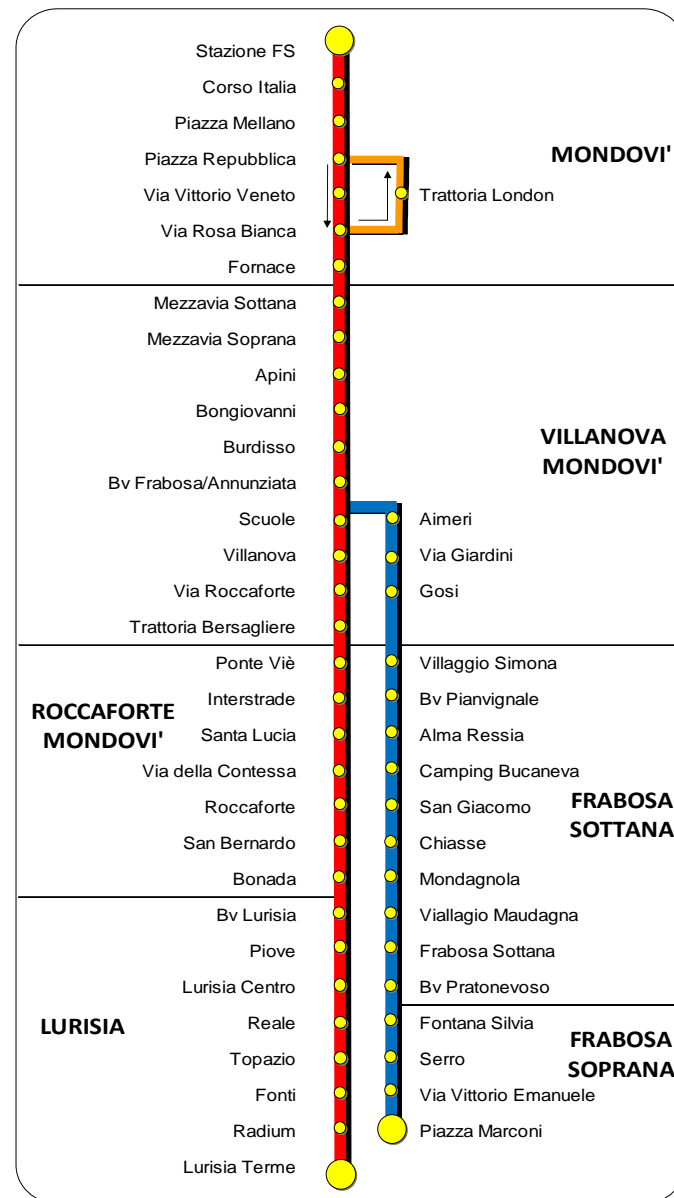 Stazione FS
Corso Italia
Piazza Mellano
Piazza Repubblica
MONDOVI'
Via Vittorio Veneto
Trattoria London
Via Rosa Bianca
Fornace
Mezzavia Sottana
Mezzavia Soprana
Apini
Bongiovanni
VILLANOVA
MONDOVI'
Burdisso
Bv Frabosa/Annunziata
Scuole
Aimeri
Villanova
Via Giardini
Via Roccaforte
Gosi
Trattoria Bersagliere
Ponte Viè
Villaggio Simona
ROCCAFORTE
MONDOVI'
Interstrade
Bv Pianvignale
Santa Lucia
Alma Ressia
Via della Contessa
Camping Bucaneva
Roccaforte
San Giacomo
FRABOSA
SOTTANA
San Bernardo
Chiasse
Bonada
Mondagnola
Bv Lurisia
Viallagio Maudagna
Piove
Frabosa Sottana
Lurisia Centro
Bv Pratonevoso
LURISIA
Reale
Fontana Silvia
FRABOSA
SOPRANA
Topazio
Serro
Fonti
Via Vittorio Emanuele
Radium
Piazza Marconi
Lurisia Terme